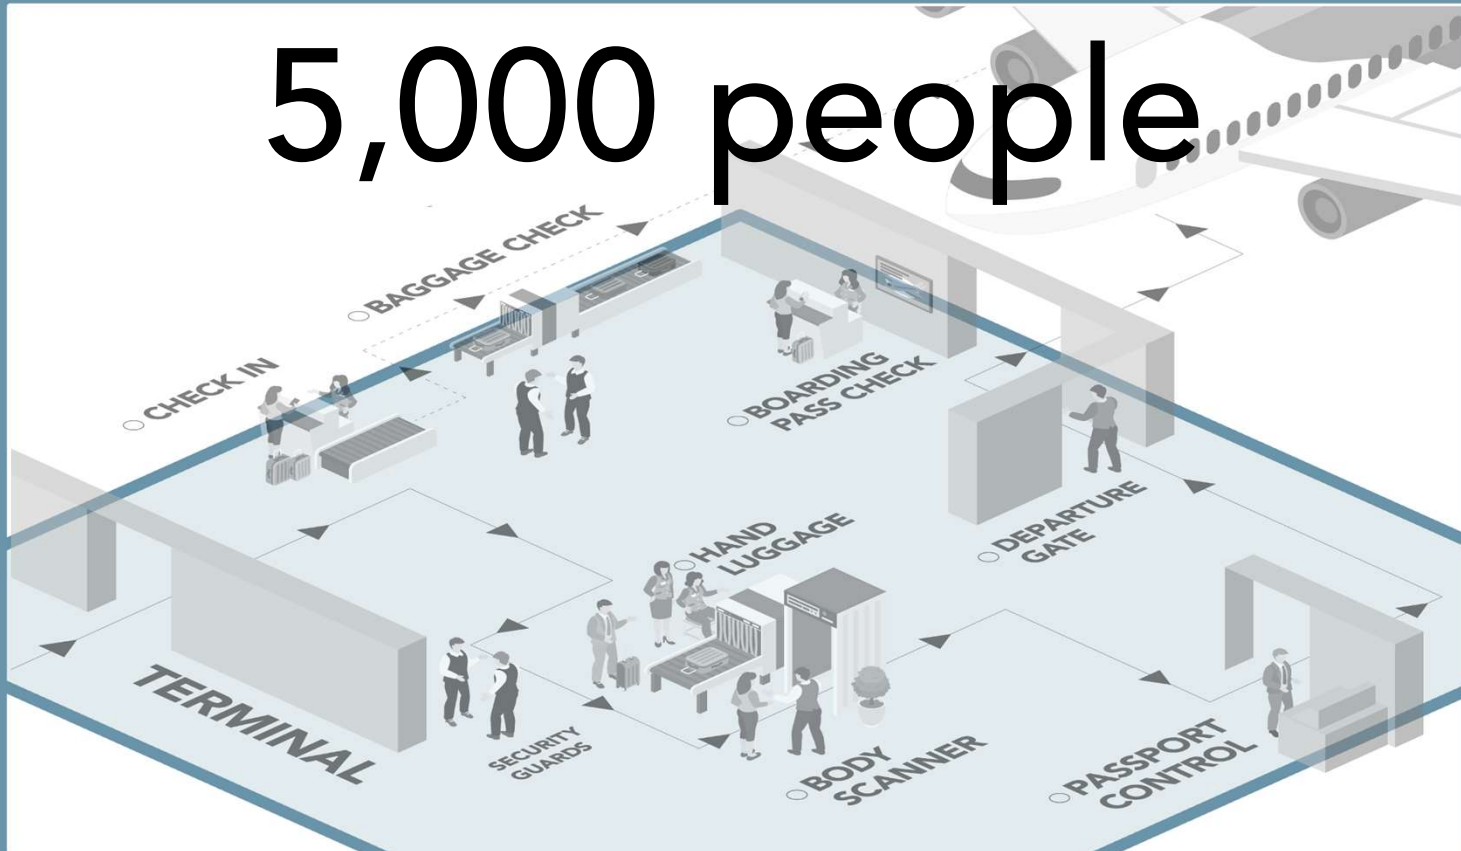 5,000 people
BAGGAGE CHECK
CHECK IN
BOARDING
PASS CHECK
DEPARTURE
GATE
HAND
LUGGAGE
TERMINAL
SECURITY
GUARDS
BODY
SCANNER
PASSPORT
CONTROL